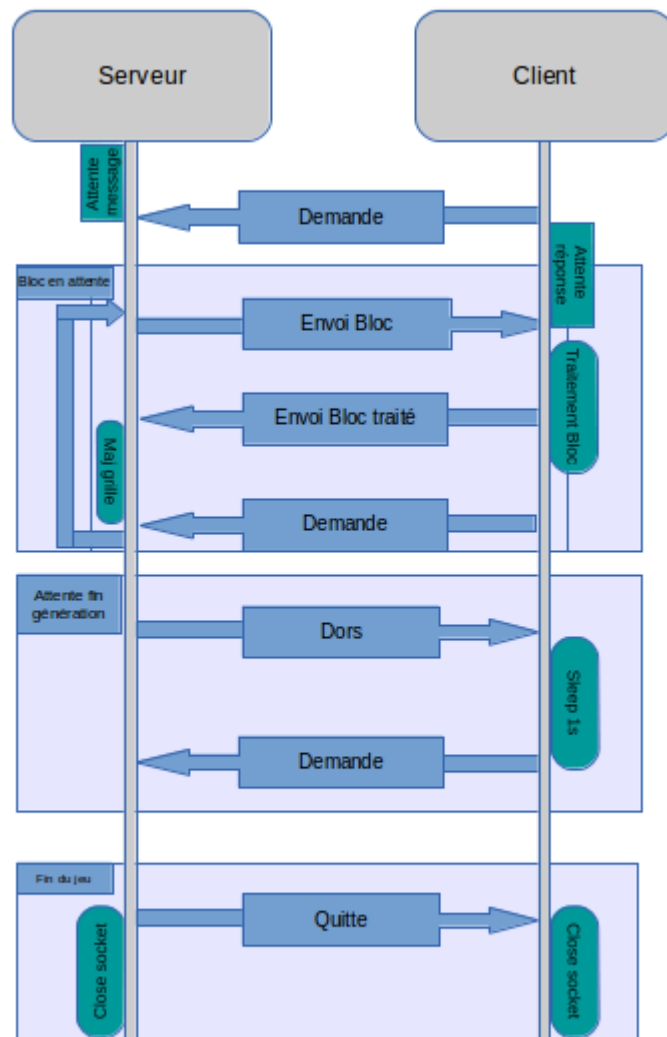 Serveur
Client
Attente
message
Demande
Attente
réponse
Bloc en attente
Envoi Bloc
Traitement Bloc
Envoi Bloc traité
Maj grille
Demande
Attente fin
génération
Dors
Sleep 1s
Demande
Fin du jeu
Quitte
Close socket
Close socket